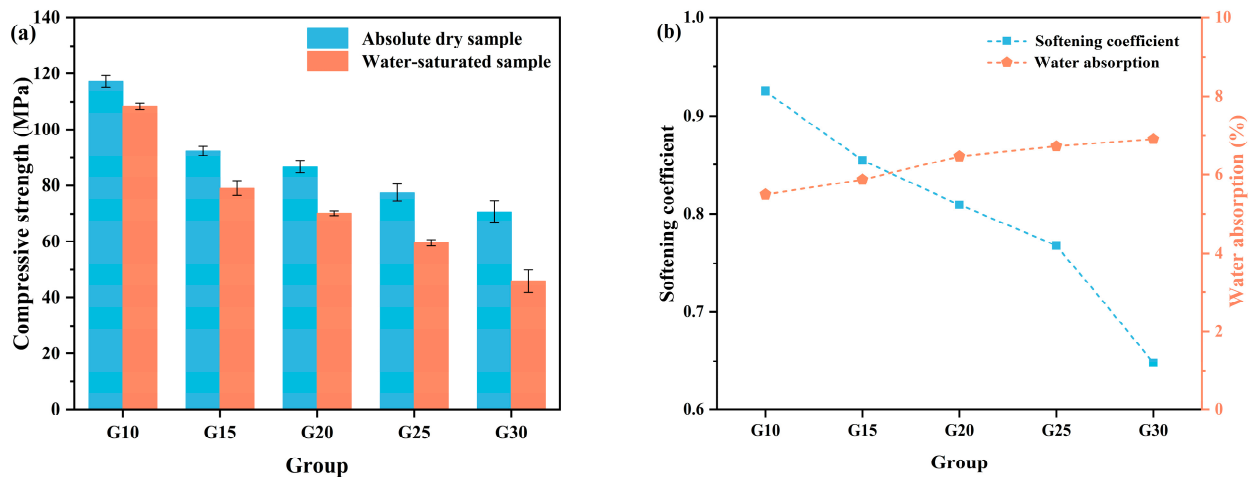 (a)
Absolute dry sample
Water-saturated sample
Compressive strength (MPa)
140
120
100
80
60
40
20
0
G10 G15 G20 G25 G30
Group
(b)
Softening coefficient
Water absorption
Softening coefficient
1.0
0.9
0.8
0.7
0.6
G10 G15 G20 G25 G30
Group
10
8
6
4
2
0
Water absorption (%)